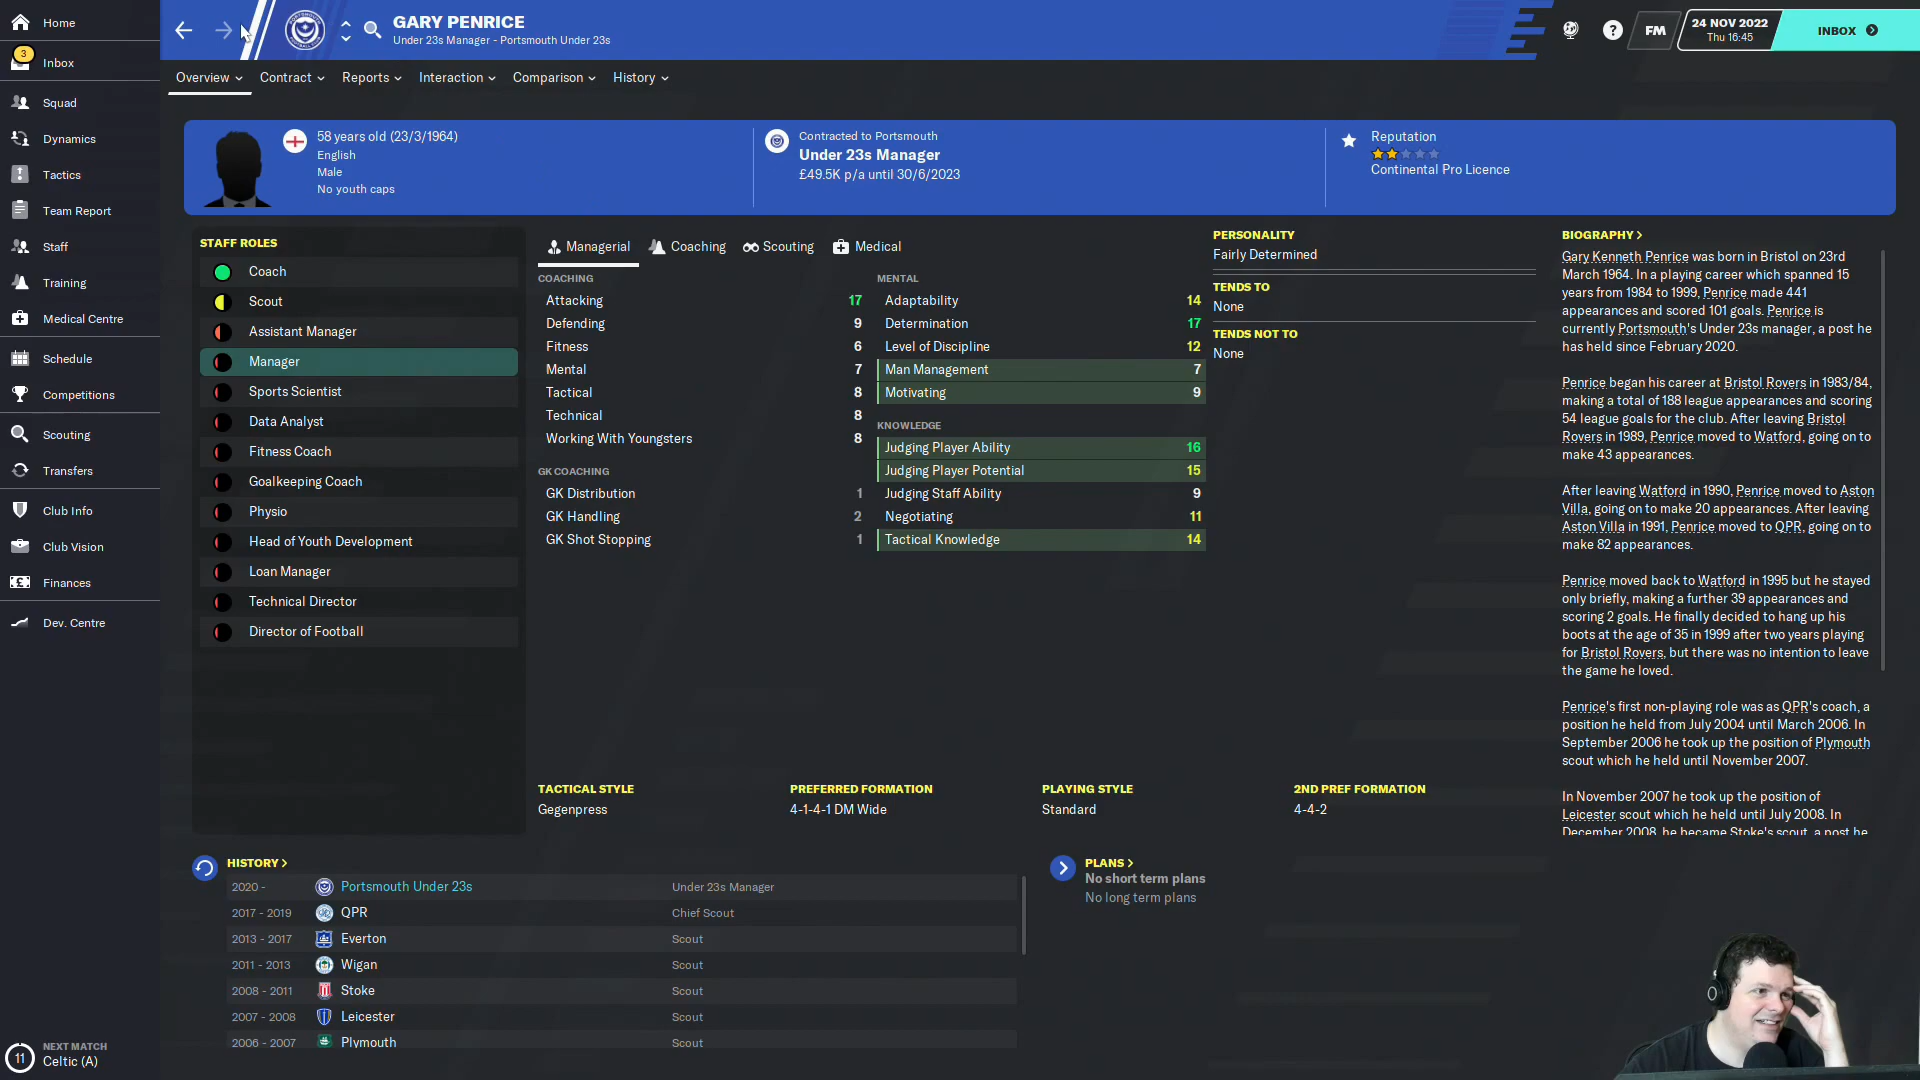 Home
3
Inbox
Squad
Dynamics
Tactics
Team Report
Staff
Training
Medical Centre
Schedule
Competitions
Scouting
Transfers
Club Info
Club Vision
Finances
Dev. Centre
11
NEXT MATCH
Celtic (A)
GARY PENRICE
Under 23s Manager - Portsmouth Under 23s
?
FM
24 NOV 2022
Thu 16:45
INBOX
Overview
Contract
Reports
Interaction
Comparison
History
58 years old (23/3/1964)
English
Male
No youth caps
Contracted to Portsmouth
Under 23s Manager
£49.5K p/a until 30/6/2023
Reputation
Continental Pro Licence
STAFF ROLES
Coach
Scout
Assistant Manager
Manager
Sports Scientist
Data Analyst
Fitness Coach
Goalkeeping Coach
Physio
Head of Youth Development
Loan Manager
Technical Director
Director of Football
Managerial
Coaching
Scouting
Medical
COACHING
Attacking 17
Defending 9
Fitness 6
Mental 7
Tactical 8
Technical 8
Working With Youngsters 8
GK COACHING
GK Distribution 1
GK Handling 2
GK Shot Stopping 1
MENTAL
Adaptability 14
Determination 17
Level of Discipline 12
Man Management 7
Motivating 9
KNOWLEDGE
Judging Player Ability 16
Judging Player Potential 15
Judging Staff Ability 9
Negotiating 11
Tactical Knowledge 14
PERSONALITY
Fairly Determined
TENDS TO
None
TENDS NOT TO
None
BIOGRAPHY >
Gary Kenneth Penrice was born in Bristol on 23rd
March 1964. In a playing career which spanned 15
years from 1984 to 1999, Penrice made 441
appearances and scored 101 goals. Penrice is
currently Portsmouth's Under 23s manager, a post he
has held since February 2020.
Penrice began his career at Bristol Rovers in 1983/84,
making a total of 188 league appearances and scoring
54 league goals for the club. After leaving Bristol
Rovers in 1989, Penrice moved to Watford, going on to
make 43 appearances.
After leaving Watford in 1990, Penrice moved to Aston
Villa, going on to make 20 appearances. After leaving
Aston Villa in 1991, Penrice moved to QPR, going on to
make 82 appearances.
Penrice moved back to Watford in 1995 but he stayed
only briefly, making a further 39 appearances and
scoring 2 goals. He finally decided to hang up his
boots at the age of 35 in 1999 after two years playing
for Bristol Rovers, but there was no intention to leave
the game he loved.
Penrice's first non-playing role was as QPR's coach, a
position he held from July 2004 until March 2006. In
September 2006 he took up the position of Plymouth
scout which he held until November 2007.
In November 2007 he took up the position of
Leicester scout which he held until July 2008. In
December 2008, he became Stoke's scout, a post he
TACTICAL STYLE
Gegenpress
PREFERRED FORMATION
4-1-4-1 DM Wide
PLAYING STYLE
Standard
2ND PREF FORMATION
4-4-2
HISTORY >
2020 - Portsmouth Under 23s Under 23s Manager
2017 - 2019 QPR Chief Scout
2013 - 2017 Everton Scout
2011 - 2013 Wigan Scout
2008 - 2011 Stoke Scout
2007 - 2008 Leicester Scout
2006 - 2007 Plymouth Scout
PLANS >
No short term plans
No long term plans